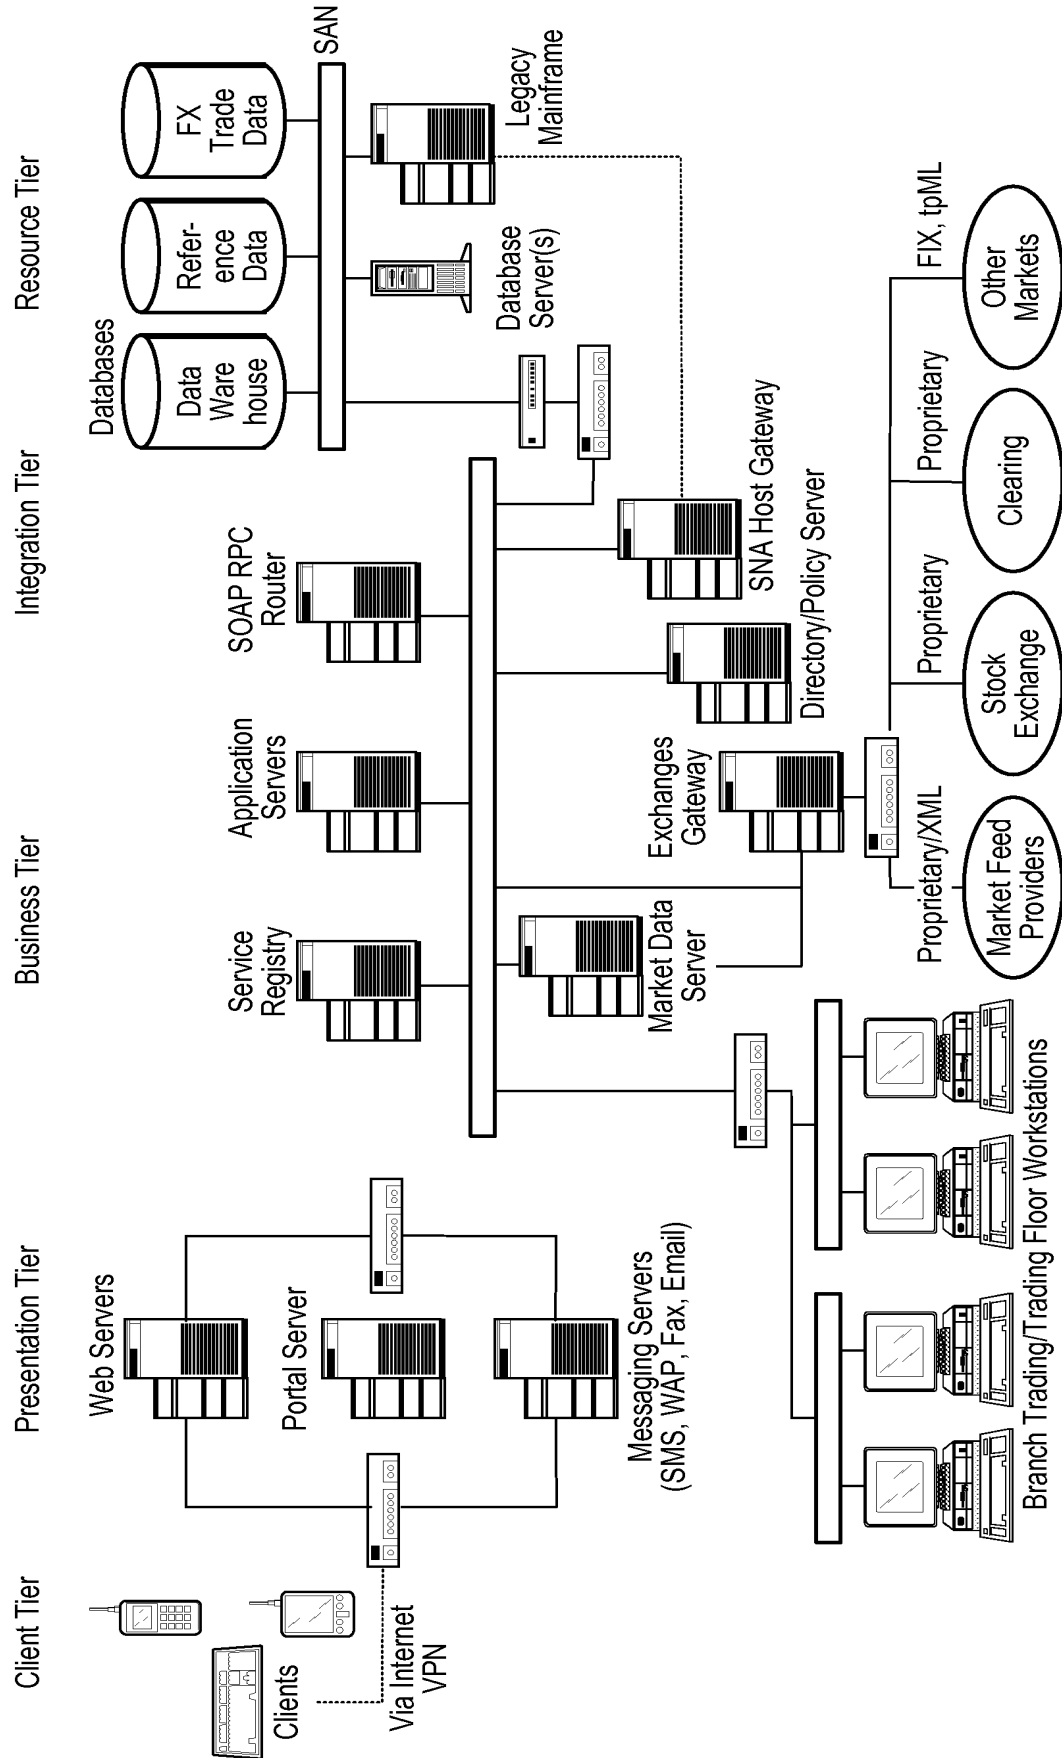 Client Tier
Presentation Tier
Business Tier
Integration Tier
Resource Tier
Clients
Via Internet
VPN
Web Servers
Portal Server
Messaging Servers
(SMS, WAP, Fax, Email)
Service
Registry
Application
Servers
SOAP RPC
Router
Databases
Data
Ware
house
Refer-
ence
Data
FX
Trade
Data
SAN
Database
Server(s)
Legacy
Mainframe
Market Data
Server
Exchanges
Gateway
Directory/Policy Server
SNA Host Gateway
Branch Trading/Trading Floor Workstations
Proprietary/XML
Proprietary
Proprietary
FIX, tpML
Market Feed
Providers
Stock
Exchange
Clearing
Other
Markets